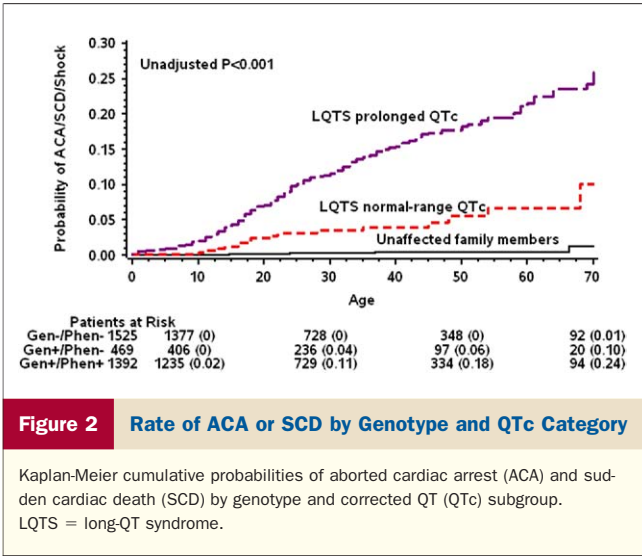 0.30
0.25
0.20
0.15
0.10
0.05
0.00
Probability of ACA/SCD/Shock
Unadjusted P<0.001
LQTS prolonged QTc
LQTS normal-range QTc
Unaffected family members
0 10 20 30 40 50 60 70
Age
Patients at Risk
Gen-/Phen- 1525 1377 (0) 728 (0) 348 (0) 92 (0.01)
Gen+/Phen- 469 406 (0) 236 (0.04) 97 (0.06) 20 (0.10)
Gen+/Phen+ 1392 1235 (0.02) 729 (0.11) 334 (0.18) 94 (0.24)
Figure 2 Rate of ACA or SCD by Genotype and QTc Category
Kaplan-Meier cumulative probabilities of aborted cardiac arrest (ACA) and sud-
den cardiac death (SCD) by genotype and corrected QT (QTc) subgroup.
LQTS = long-QT syndrome.